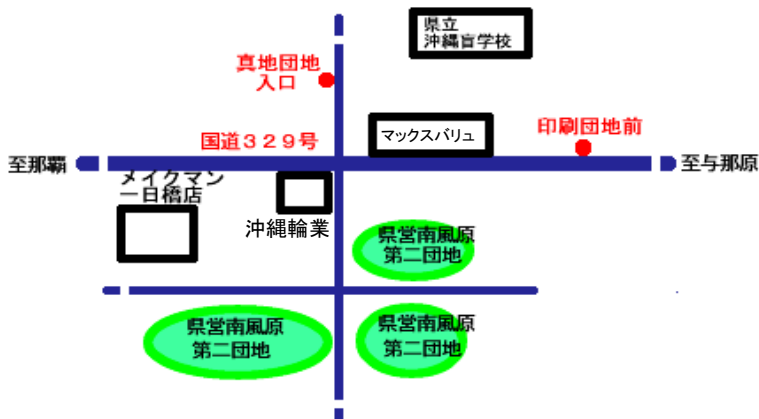 県立
沖縄盲学校
真地団地
入口
国道３２９号
マックスバリュ
印刷団地前
至那覇
至与那原
メイクマン
一日橋店
沖縄輪業
県営南風原
第二団地
県営南風原
第二団地
県営南風原
第二団地